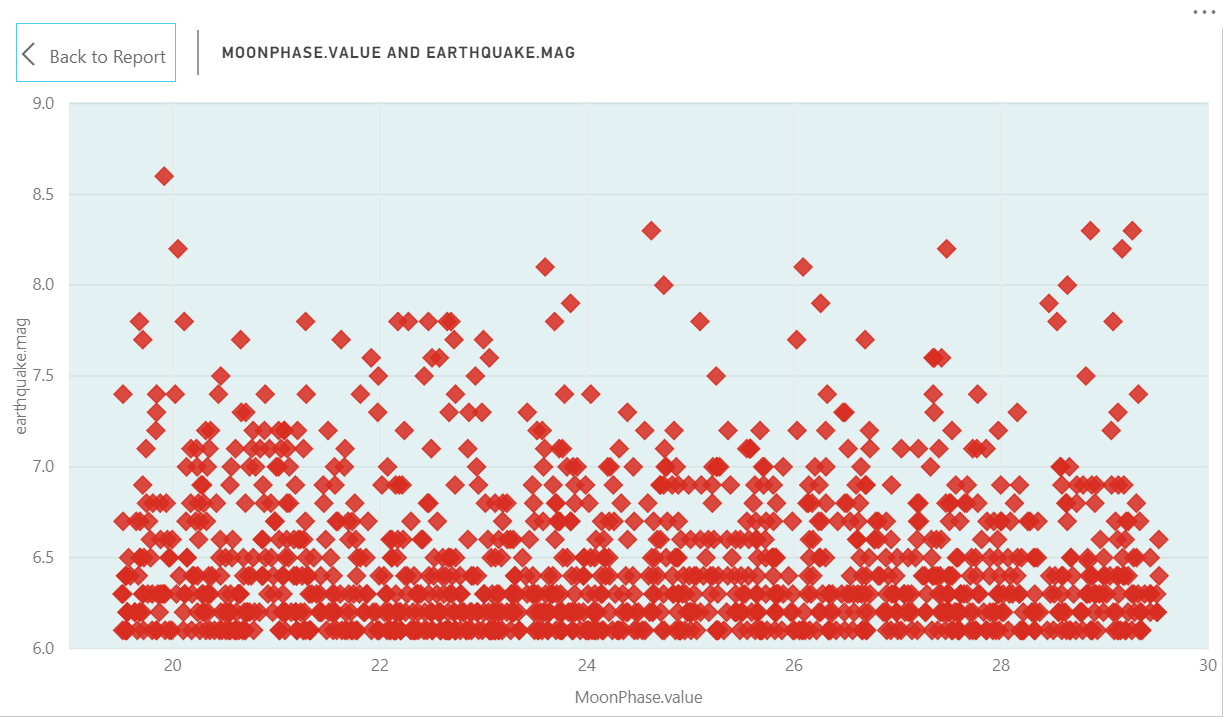 Back to Report
MOONPHASE.VALUE AND EARTHQUAKE.MAG
9.0
8.5
8.0
7.5
7.0
6.5
6.0
earthquake.mag
20 22 24 26 28 30
MoonPhase.value